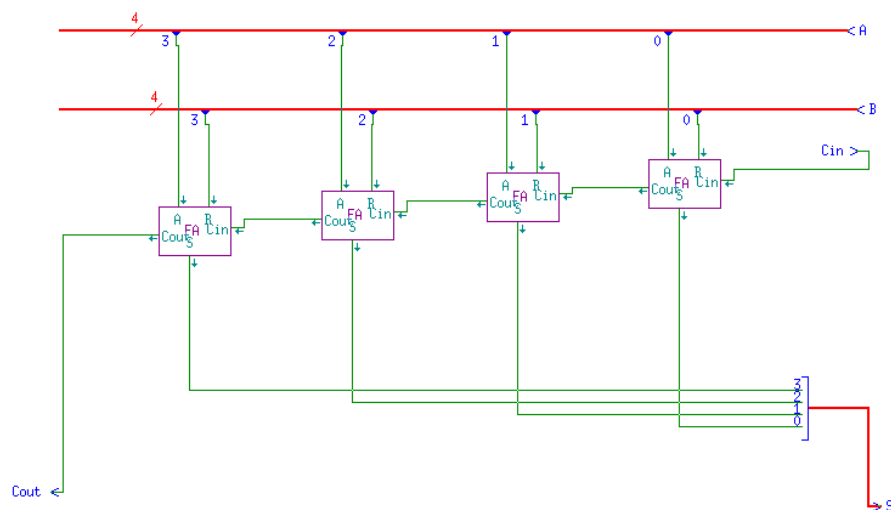 4
A
3 2 1 0
4
B
3 2 1 0
Cin
A R Cout FA Cin S
A R Cout FA Cin S
A R Cout FA Cin S
A R Cout FA Cin S
3
2
1
0
Cout
S